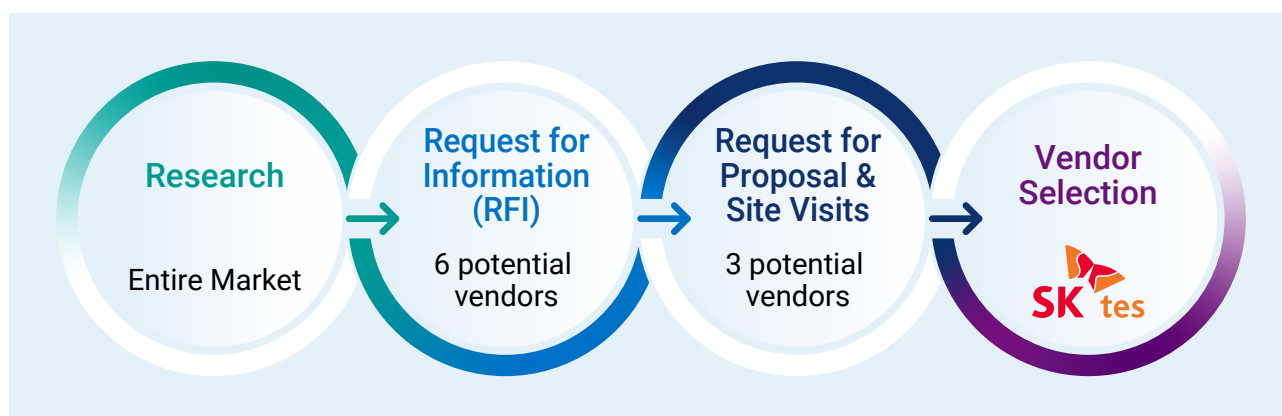 Research
Entire Market
Request for
Information
(RFI)
6 potential
vendors
Request for
Proposal &
Site Visits
3 potential
vendors
Vendor
Selection
SK tes